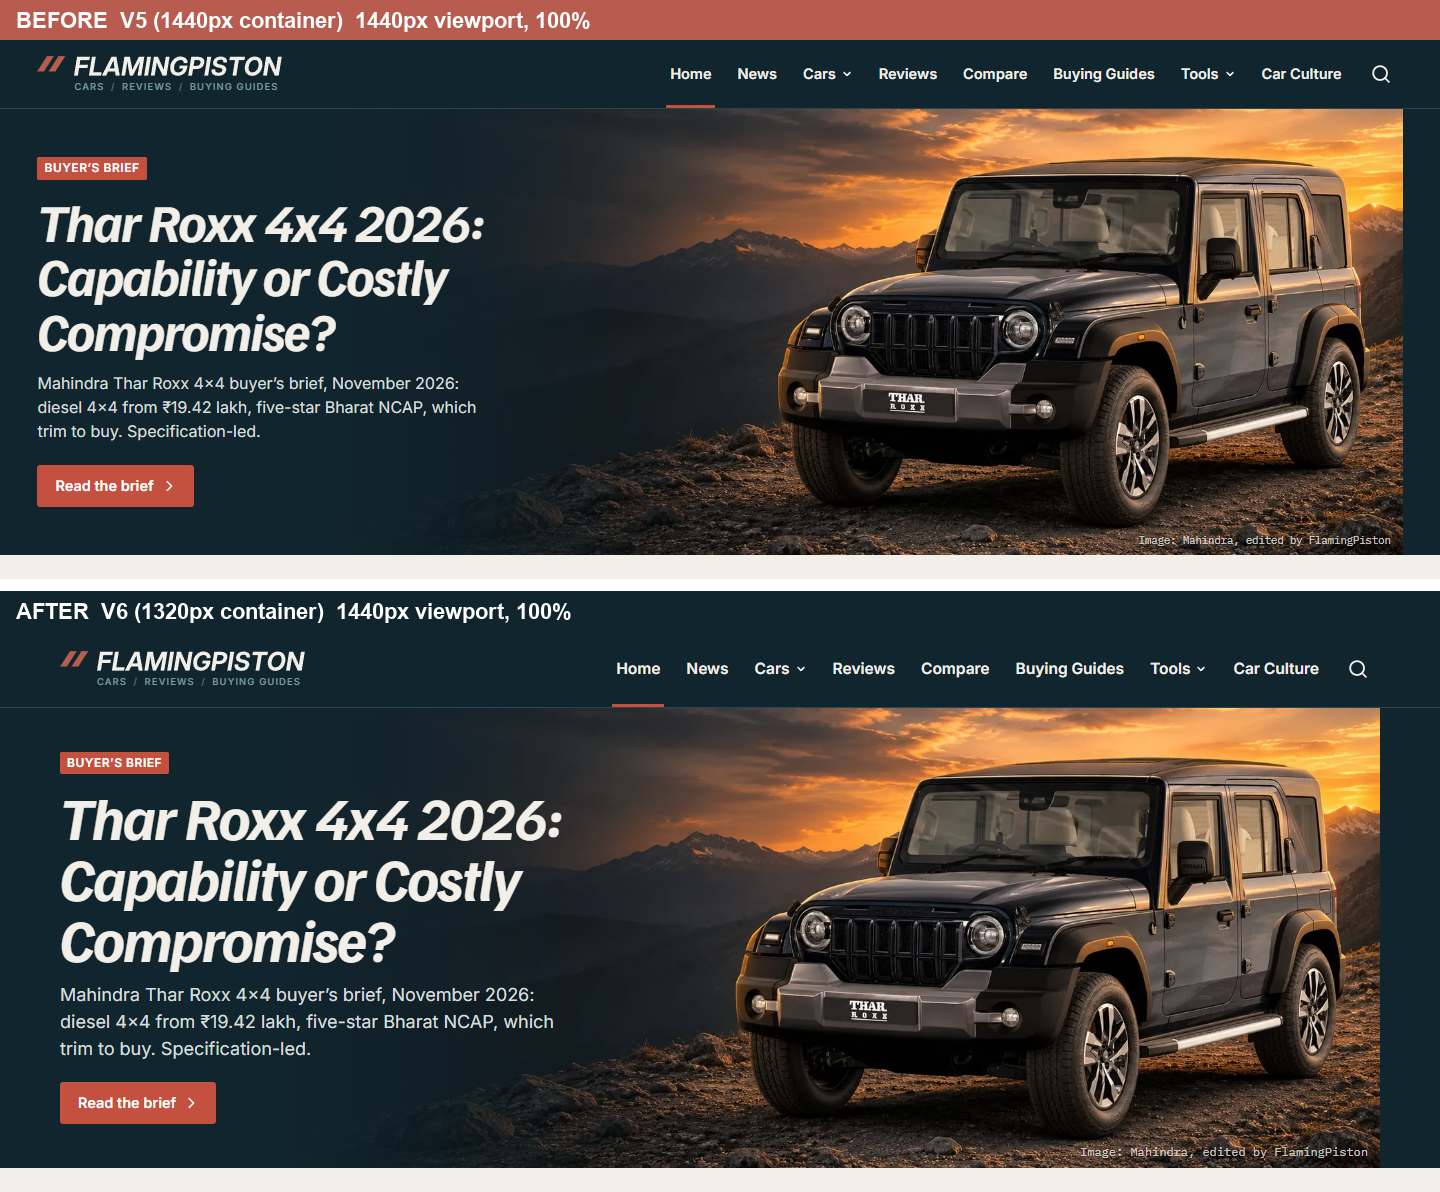 BEFORE V5 (1440px container) 1440px viewport, 100%
FLAMINGPISTON
CARS / REVIEWS / BUYING GUIDES
Home News Cars Reviews Compare Buying Guides Tools Car Culture
BUYER’S BRIEF
Thar Roxx 4x4 2026:
Capability or Costly
Compromise?
Mahindra Thar Roxx 4×4 buyer’s brief, November 2026:
diesel 4×4 from ₹19.42 lakh, five-star Bharat NCAP, which
trim to buy. Specification-led.
Read the brief
THAR
ROXX
Image: Mahindra, edited by FlamingPiston
AFTER V6 (1320px container) 1440px viewport, 100%
FLAMINGPISTON
CARS / REVIEWS / BUYING GUIDES
Home News Cars Reviews Compare Buying Guides Tools Car Culture
BUYER’S BRIEF
Thar Roxx 4x4 2026:
Capability or Costly
Compromise?
Mahindra Thar Roxx 4×4 buyer’s brief, November 2026:
diesel 4×4 from ₹19.42 lakh, five-star Bharat NCAP, which
trim to buy. Specification-led.
Read the brief
THAR
ROXX
Image: Mahindra, edited by FlamingPiston